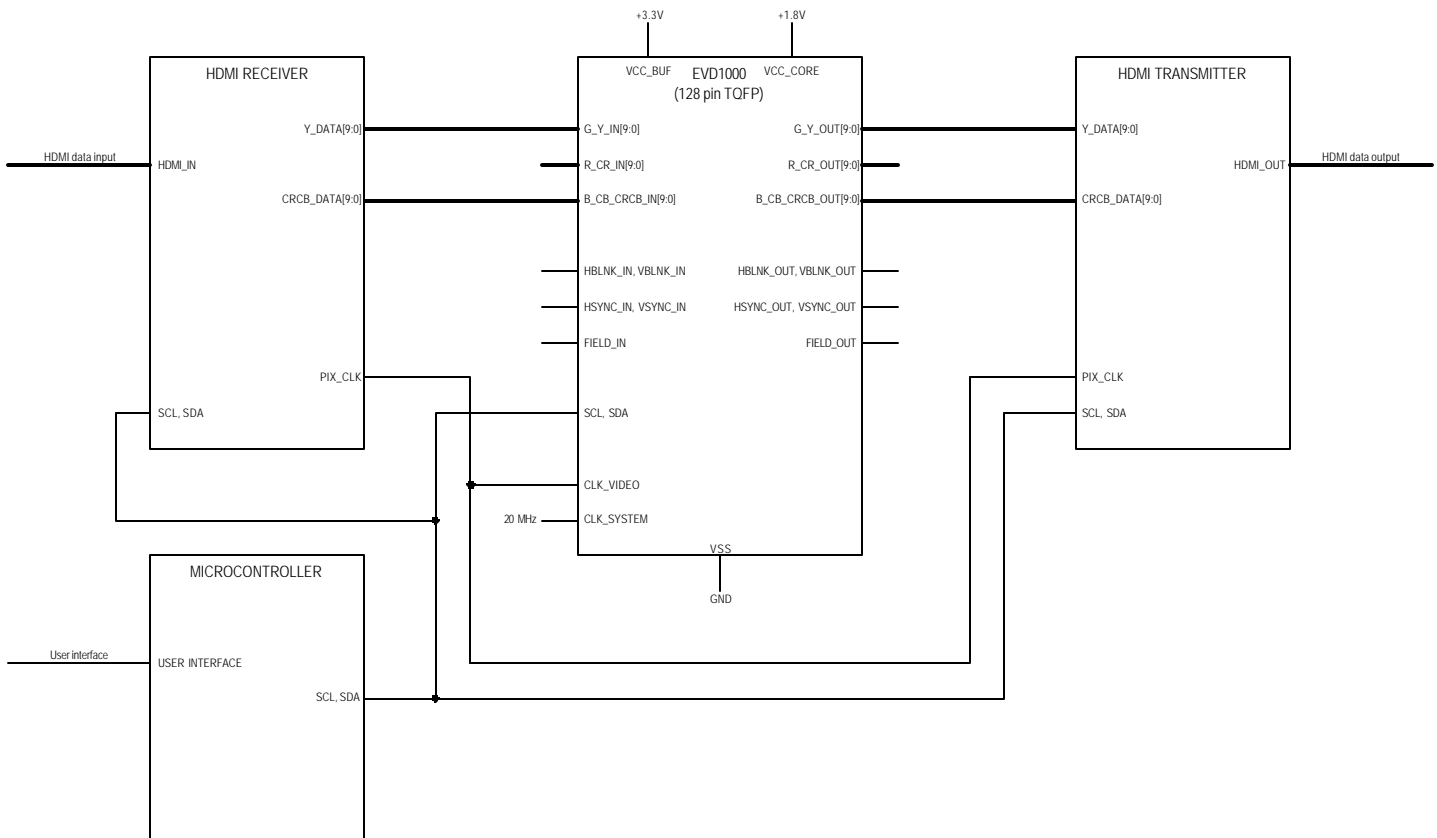 +3.3V
+1.8V
HDMI RECEIVER
VCC_BUF
EVD1000
VCC_CORE
(128 pin TQFP)
HDMI TRANSMITTER
Y_DATA[9:0]
G_Y_IN[9:0]
G_Y_OUT[9:0]
Y_DATA[9:0]
HDMI data input
HDMI_IN
R_CR_IN[9:0]
R_CR_OUT[9:0]
HDMI_OUT
HDMI data output
CRCB_DATA[9:0]
B_CB_CRCB_IN[9:0]
B_CB_CRCB_OUT[9:0]
CRCB_DATA[9:0]
HBLNK_IN, VBLNK_IN
HBLNK_OUT, VBLNK_OUT
HSYNC_IN, VSYNC_IN
HSYNC_OUT, VSYNC_OUT
FIELD_IN
FIELD_OUT
PIX_CLK
PIX_CLK
SCL, SDA
SCL, SDA
SCL, SDA
CLK_VIDEO
20 MHz
CLK_SYSTEM
VSS
GND
MICROCONTROLLER
User interface
USER INTERFACE
SCL, SDA